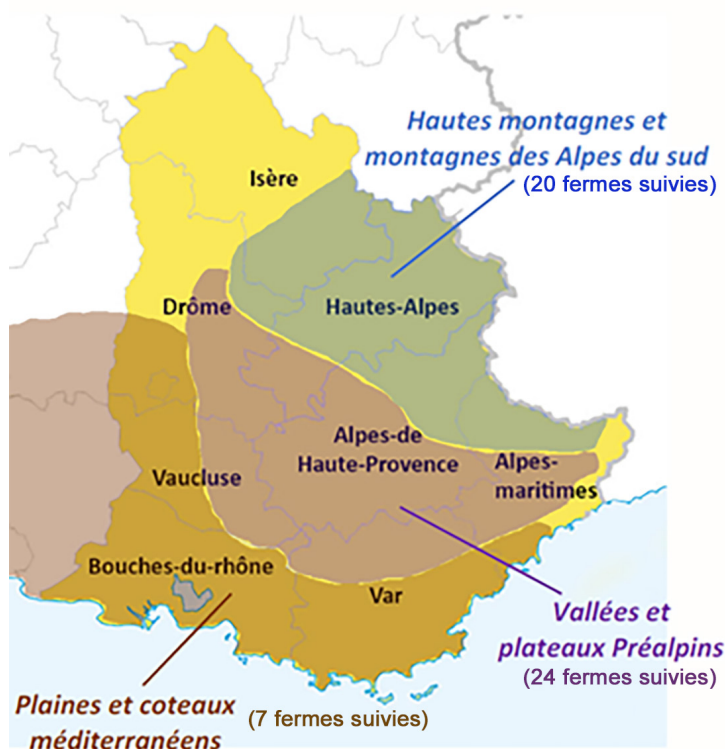 Hautes montagnes et
montagnes des Alpes du sud
(20 fermes suivies)
Isère
Drôme
Hautes-Alpes
Alpes-de
Haute-Provence
Alpes-
maritimes
Vaucluse
Bouches-du-rhône
Var
Vallées et
plateaux Préalpins
(24 fermes suivies)
Plaines et coteaux
méditerranéens
(7 fermes suivies)